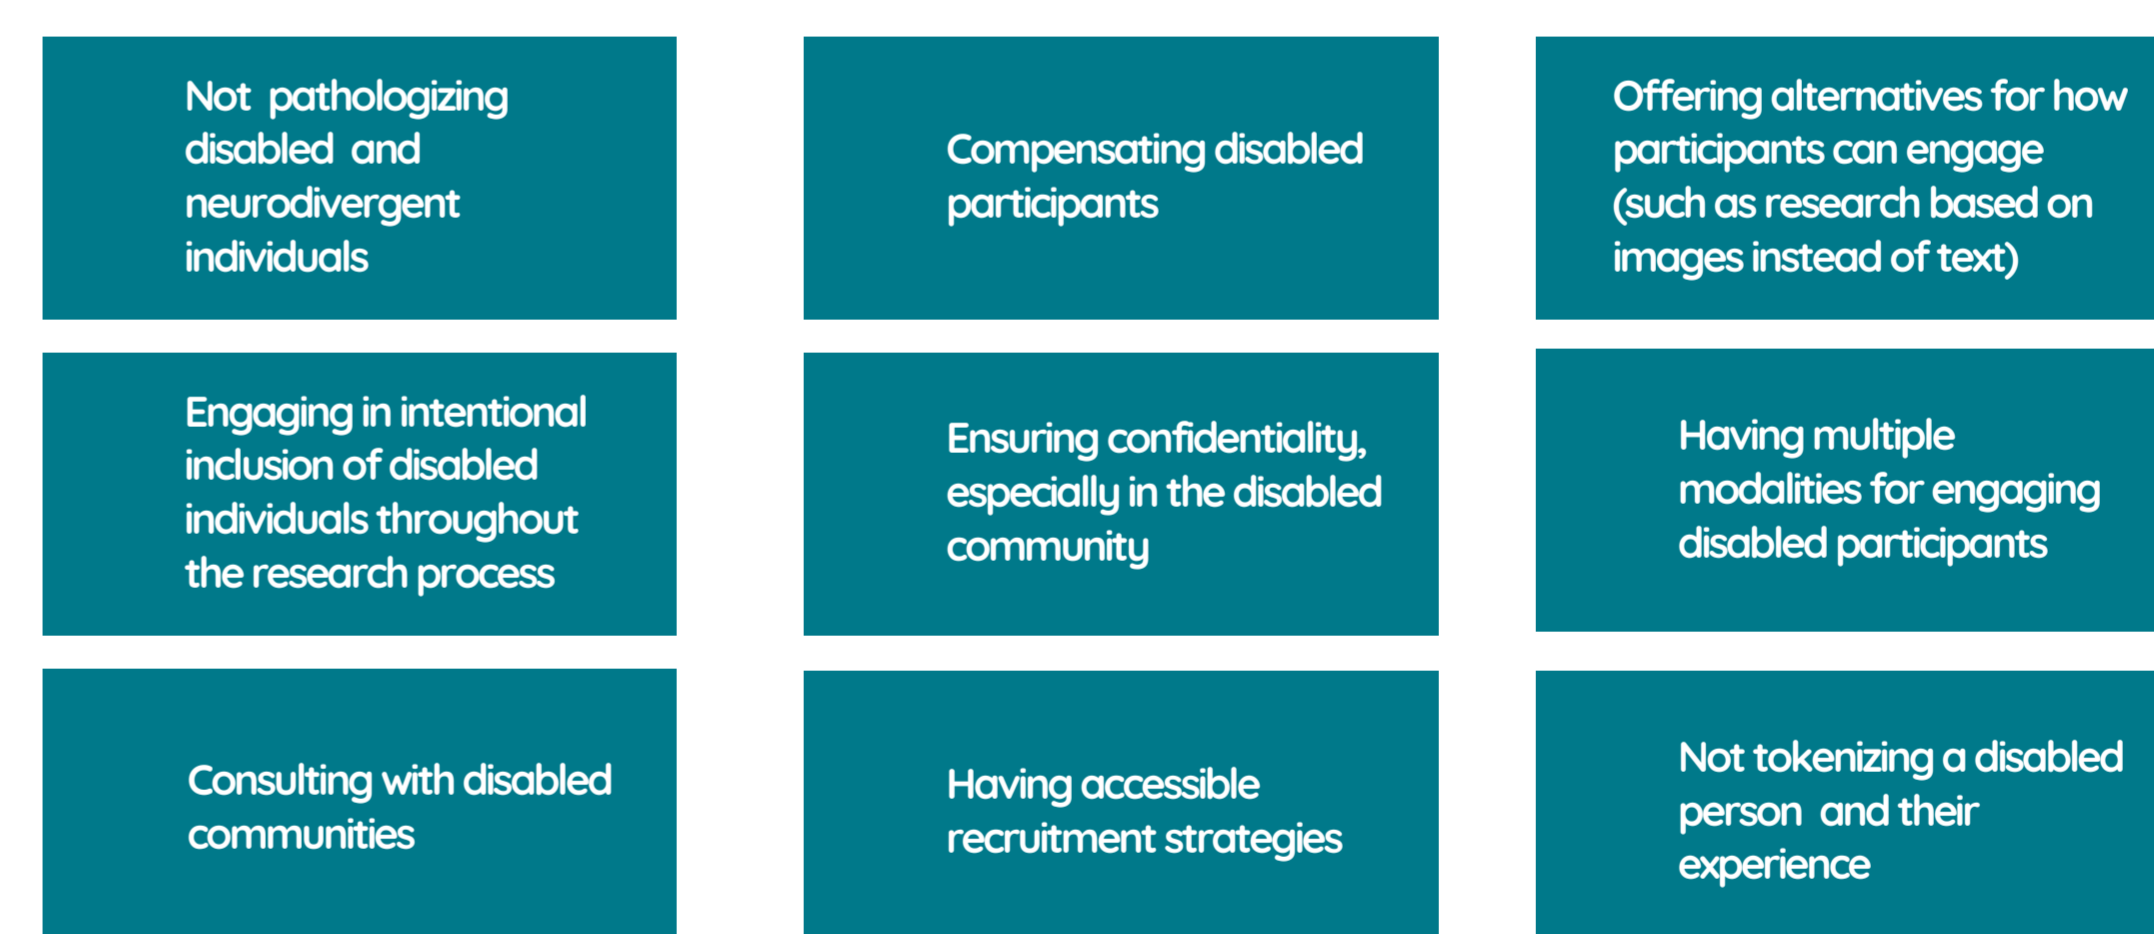 Not pathologizing
disabled and
neurodivergent
individuals
Compensating disabled
participants
Offering alternatives for how
participants can engage
(such as research based on
images instead of text)
Engaging in intentional
inclusion of disabled
individuals throughout
the research process
Ensuring confidentiality,
especially in the disabled
community
Having multiple
modalities for engaging
disabled participants
Consulting with disabled
communities
Having accessible
recruitment strategies
Not tokenizing a disabled
person and their
experience